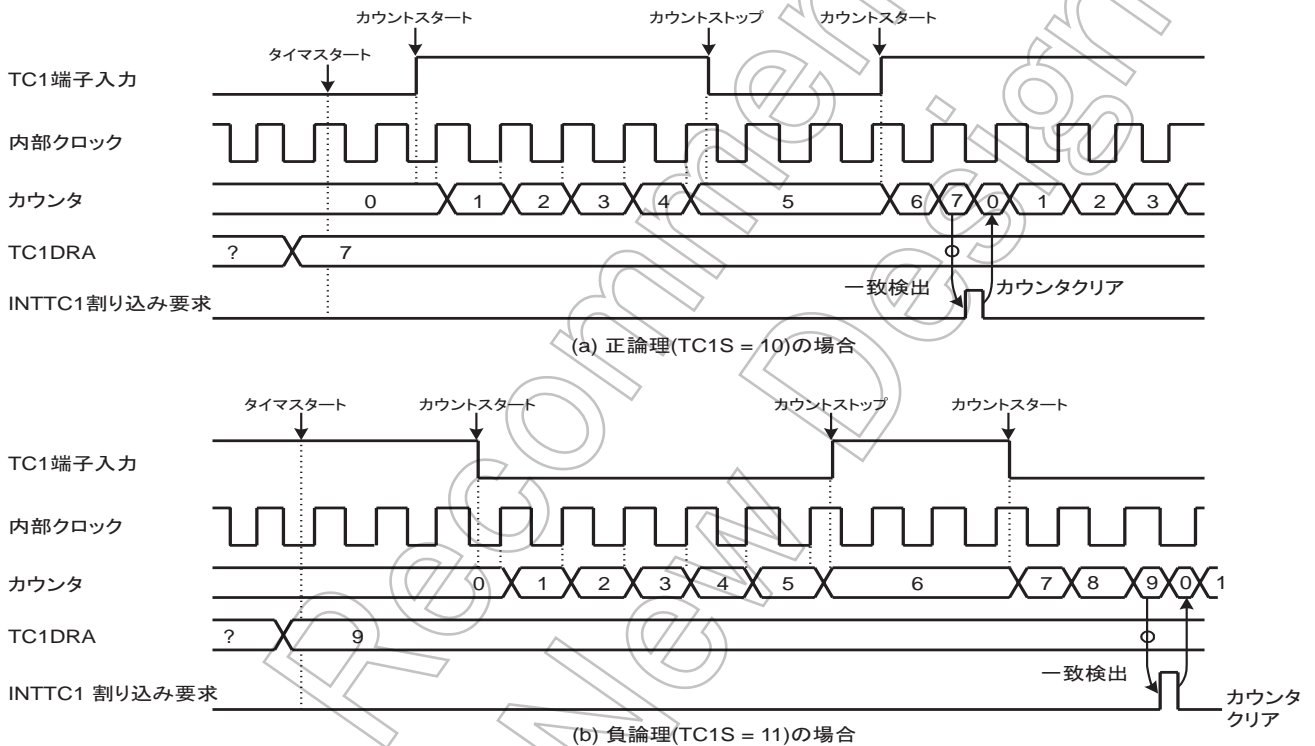 カウントスタート カウントストップ カウントスタート
タイマスタート
TC1端子入力
内部クロック
カウンタ 0 1 2 3 4 5 6 7 0 1 2 3
TC1DRA ? 7
一致検出 カウンタクリア
INTTC1割り込み要求
(a) 正論理(TC1S = 10)の場合
タイマスタート カウントスタート カウントストップ カウントスタート
TC1端子入力
内部クロック
カウンタ 0 1 2 3 4 5 6 7 8 9 0 1
TC1DRA ? 9
一致検出
INTTC1 割り込み要求 カウンタ
クリア
(b) 負論理(TC1S = 11)の場合
Recommen
New Design